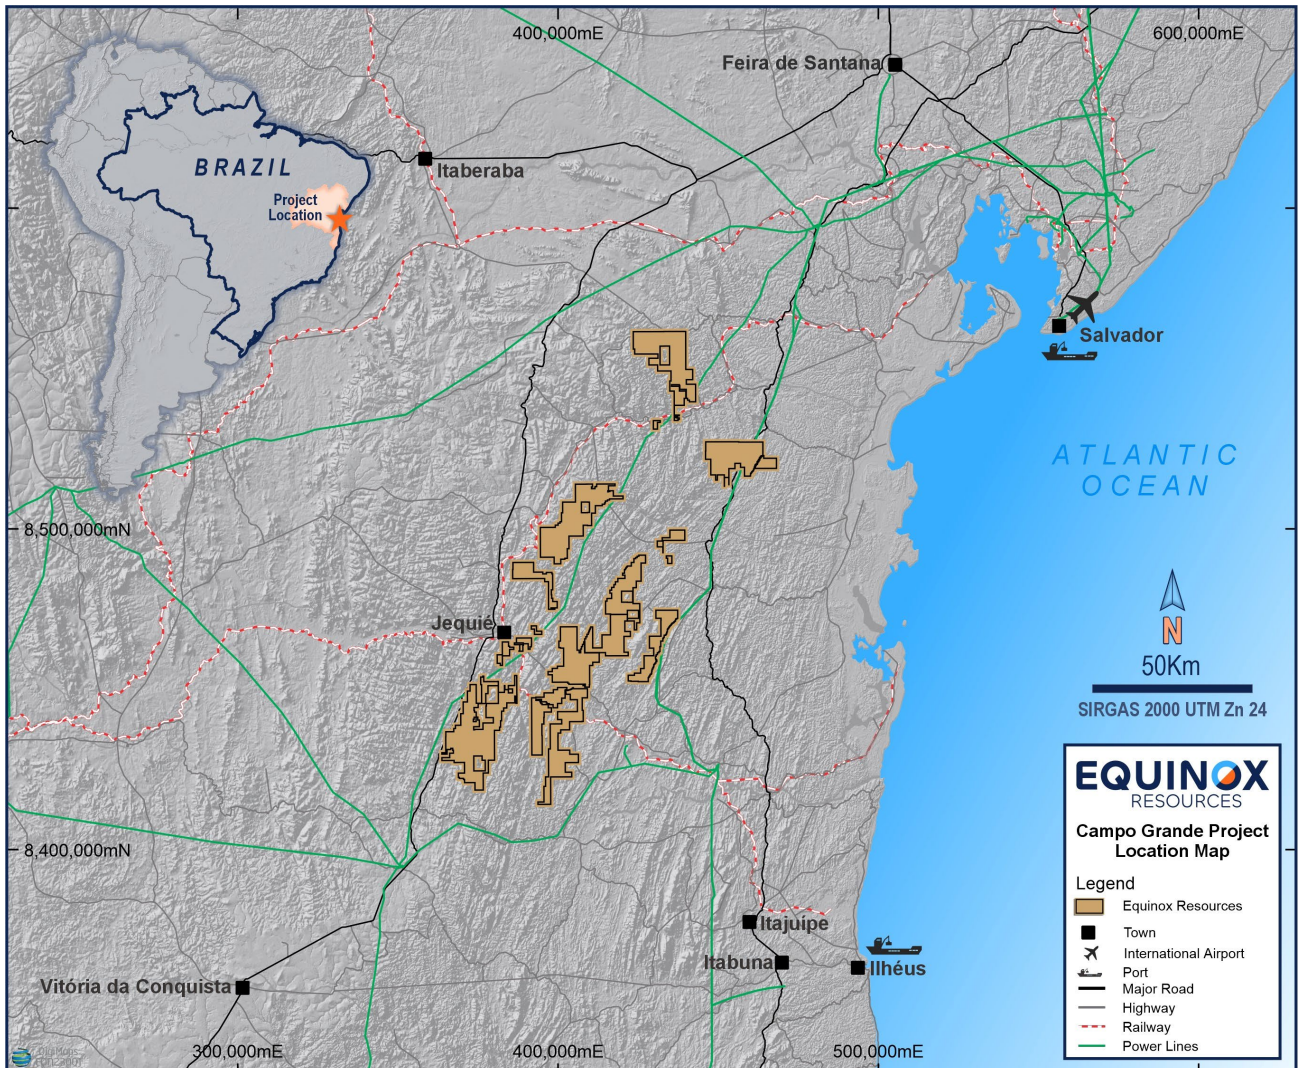 400,000mE
600,000mE
Feira de Santana
Itaberaba
BRAZIL
Project
Location
Salvador
ATLANTIC
OCEAN
8,500,000mN
Jequié
N
50Km
SIRGAS 2000 UTM Zn 24
EQUINOX
RESOURCES
Campo Grande Project
Location Map
Legend
Equinox Resources
Town
International Airport
Port
Major Road
Highway
Railway
Power Lines
8,400,000mN
Itajuípe
Itabuna
Ilhéus
Vitória da Conquista
300,000mE
400,000mE
500,000mE